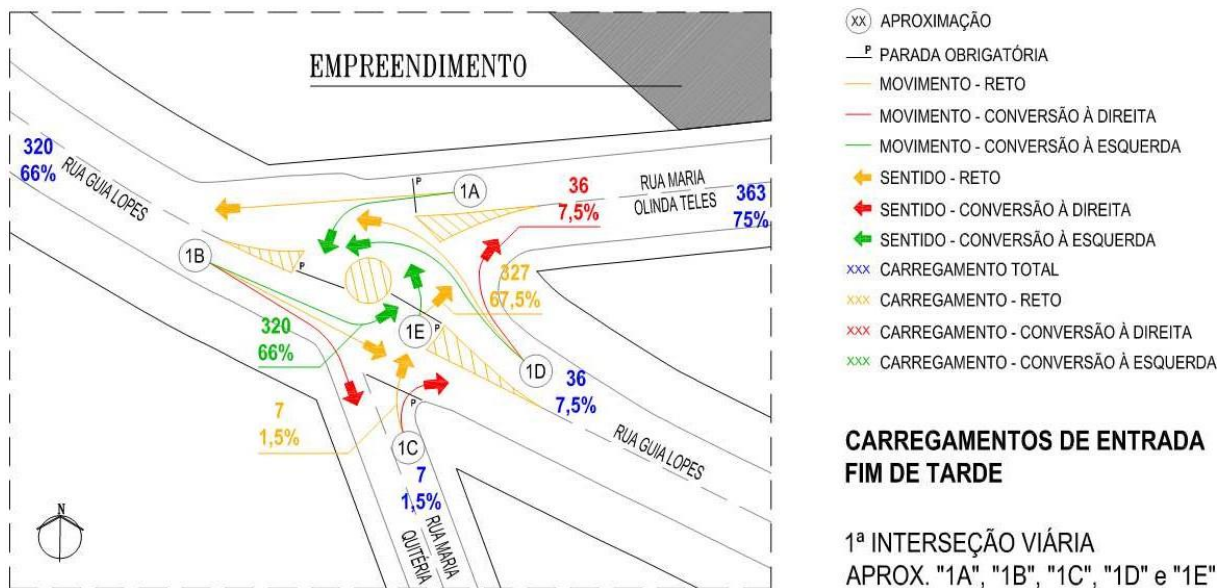 EMPREENDIMENTO
320
66%
RUA GUIA LOPES
1A
P
36
7,5%
RUA MARIA
OLINDA TELES
363
75%
1B
P
327
67,5%
1E
P
320
66%
1D
36
7,5%
7
1,5%
P
1C
7
1,5%
RUA GUIA LOPES
RUA MARIA
QUITÉRIA
N
XX APROXIMAÇÃO
P PARADA OBRIGATÓRIA
MOVIMENTO - RETO
MOVIMENTO - CONVERSÃO À DIREITA
MOVIMENTO - CONVERSÃO À ESQUERDA
SENTIDO - RETO
SENTIDO - CONVERSÃO À DIREITA
SENTIDO - CONVERSÃO À ESQUERDA
XXX CARREGAMENTO TOTAL
XXX CARREGAMENTO - RETO
XXX CARREGAMENTO - CONVERSÃO À DIREITA
XXX CARREGAMENTO - CONVERSÃO À ESQUERDA
CARREGAMENTOS DE ENTRADA
FIM DE TARDE
1ª INTERSEÇÃO VIÁRIA
APROX. "1A", "1B", "1C", "1D" e "1E"